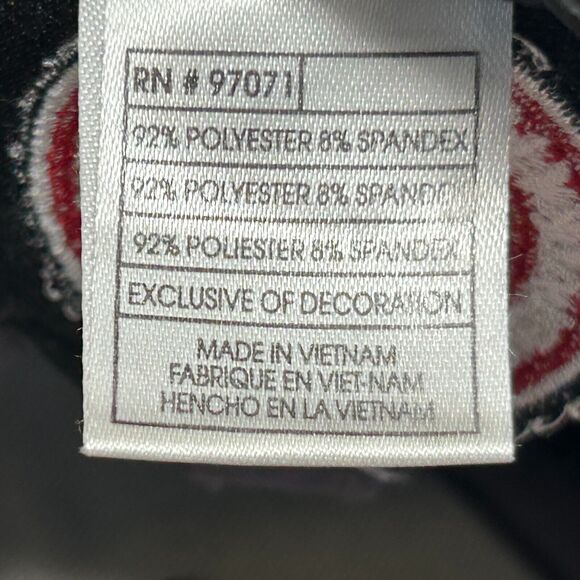 RN # 97071
92% POLYESTER 8% SPANDEX
92% POLYESTER 8% SPANDEX
92% POLIESTER 8% SPANDEX
EXCLUSIVE OF DECORATION
MADE IN VIETNAM
FABRIQUE EN VIET-NAM
HENCHO EN LA VIETNAM